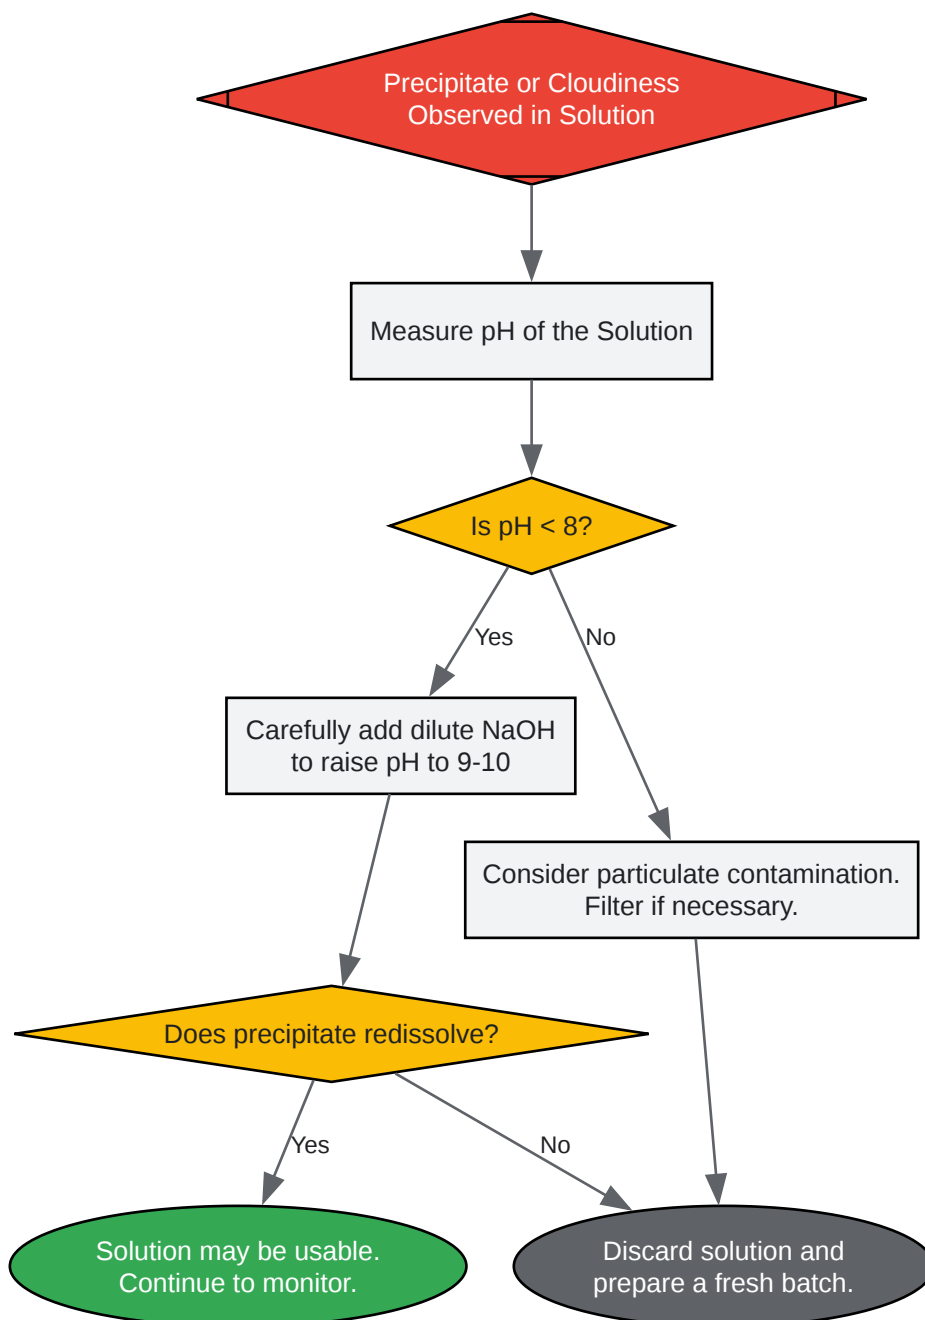 Precipitate or Cloudiness
Observed in Solution
Measure pH of the Solution
Is pH < 8?
Yes
No
Carefully add dilute NaOH
to raise pH to 9-10
Consider particulate contamination.
Filter if necessary.
Does precipitate redissolve?
Yes
No
Solution may be usable.
Continue to monitor.
Discard solution and
prepare a fresh batch.